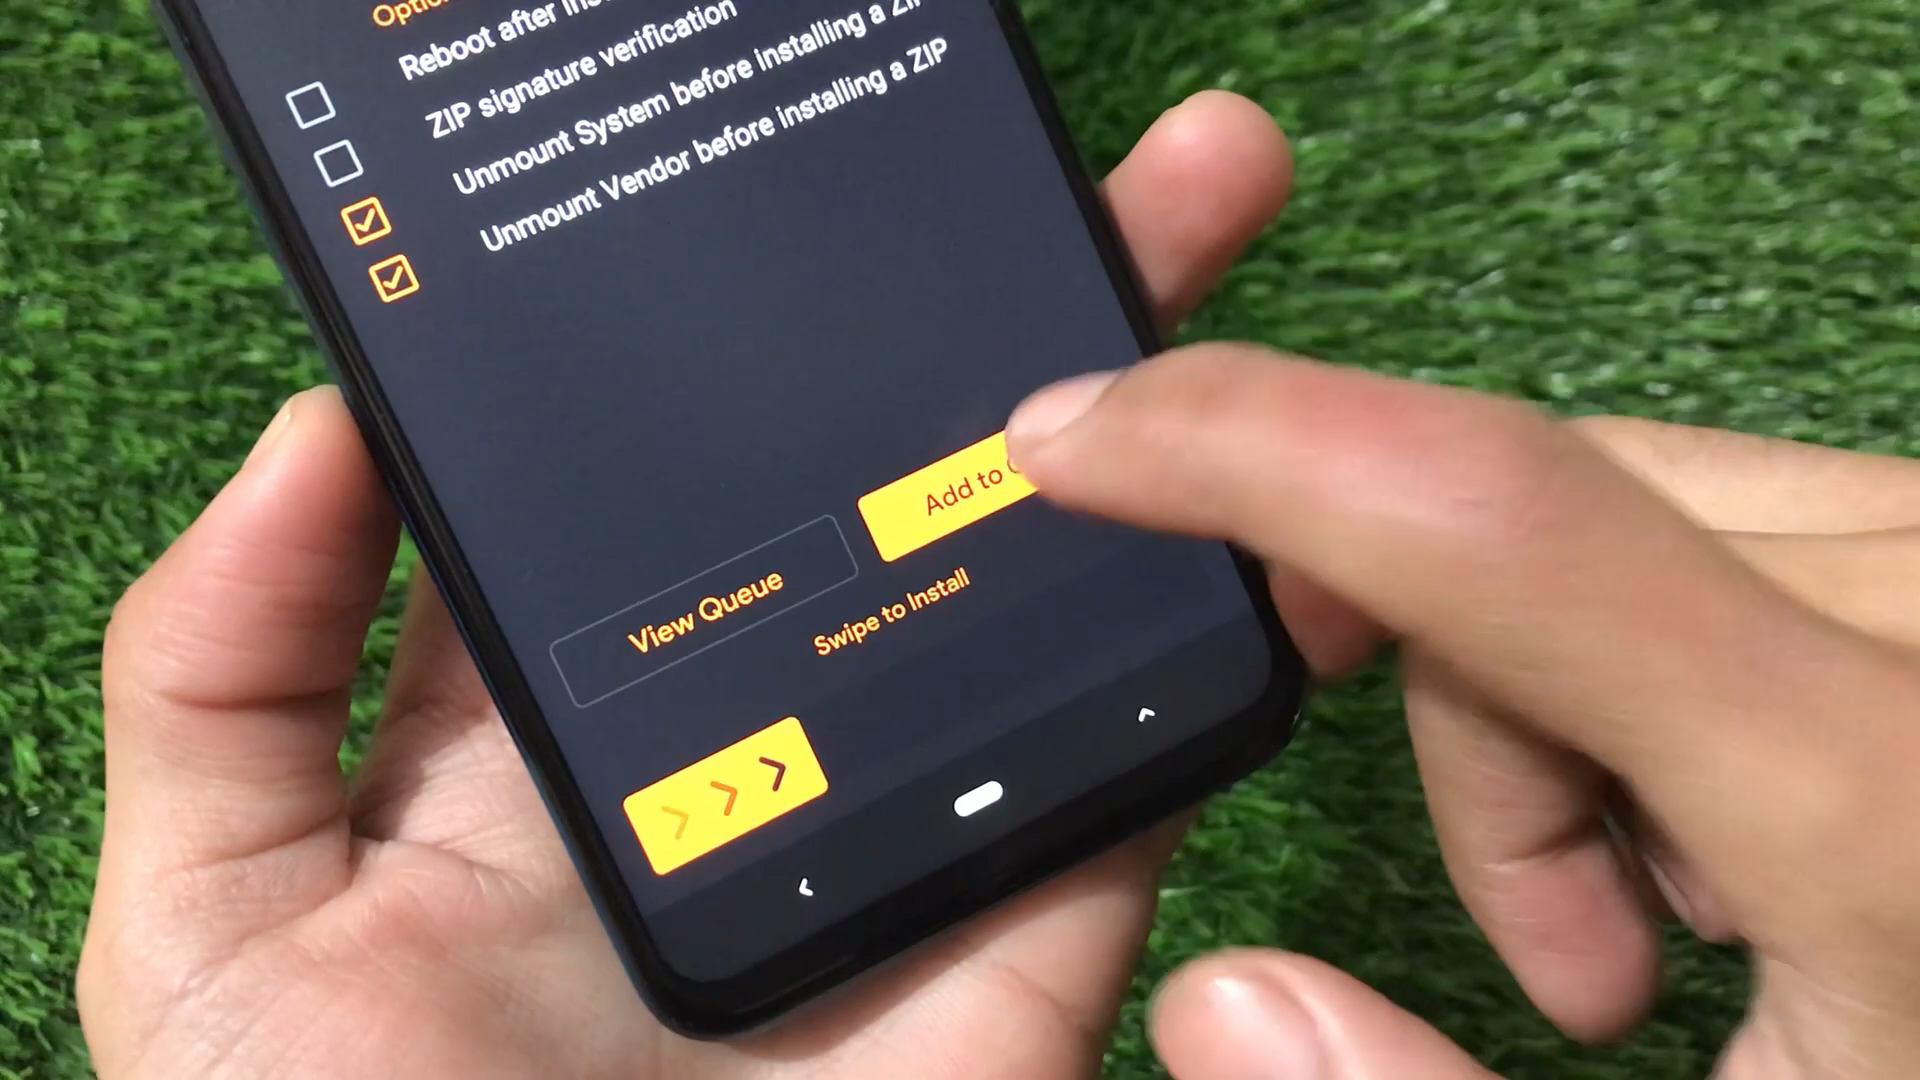 Reboot after
ZIP signature verification
Unmount System before installing a
Unmount Vendor before installing a ZIP
Add to
View Queue
Swipe to Install